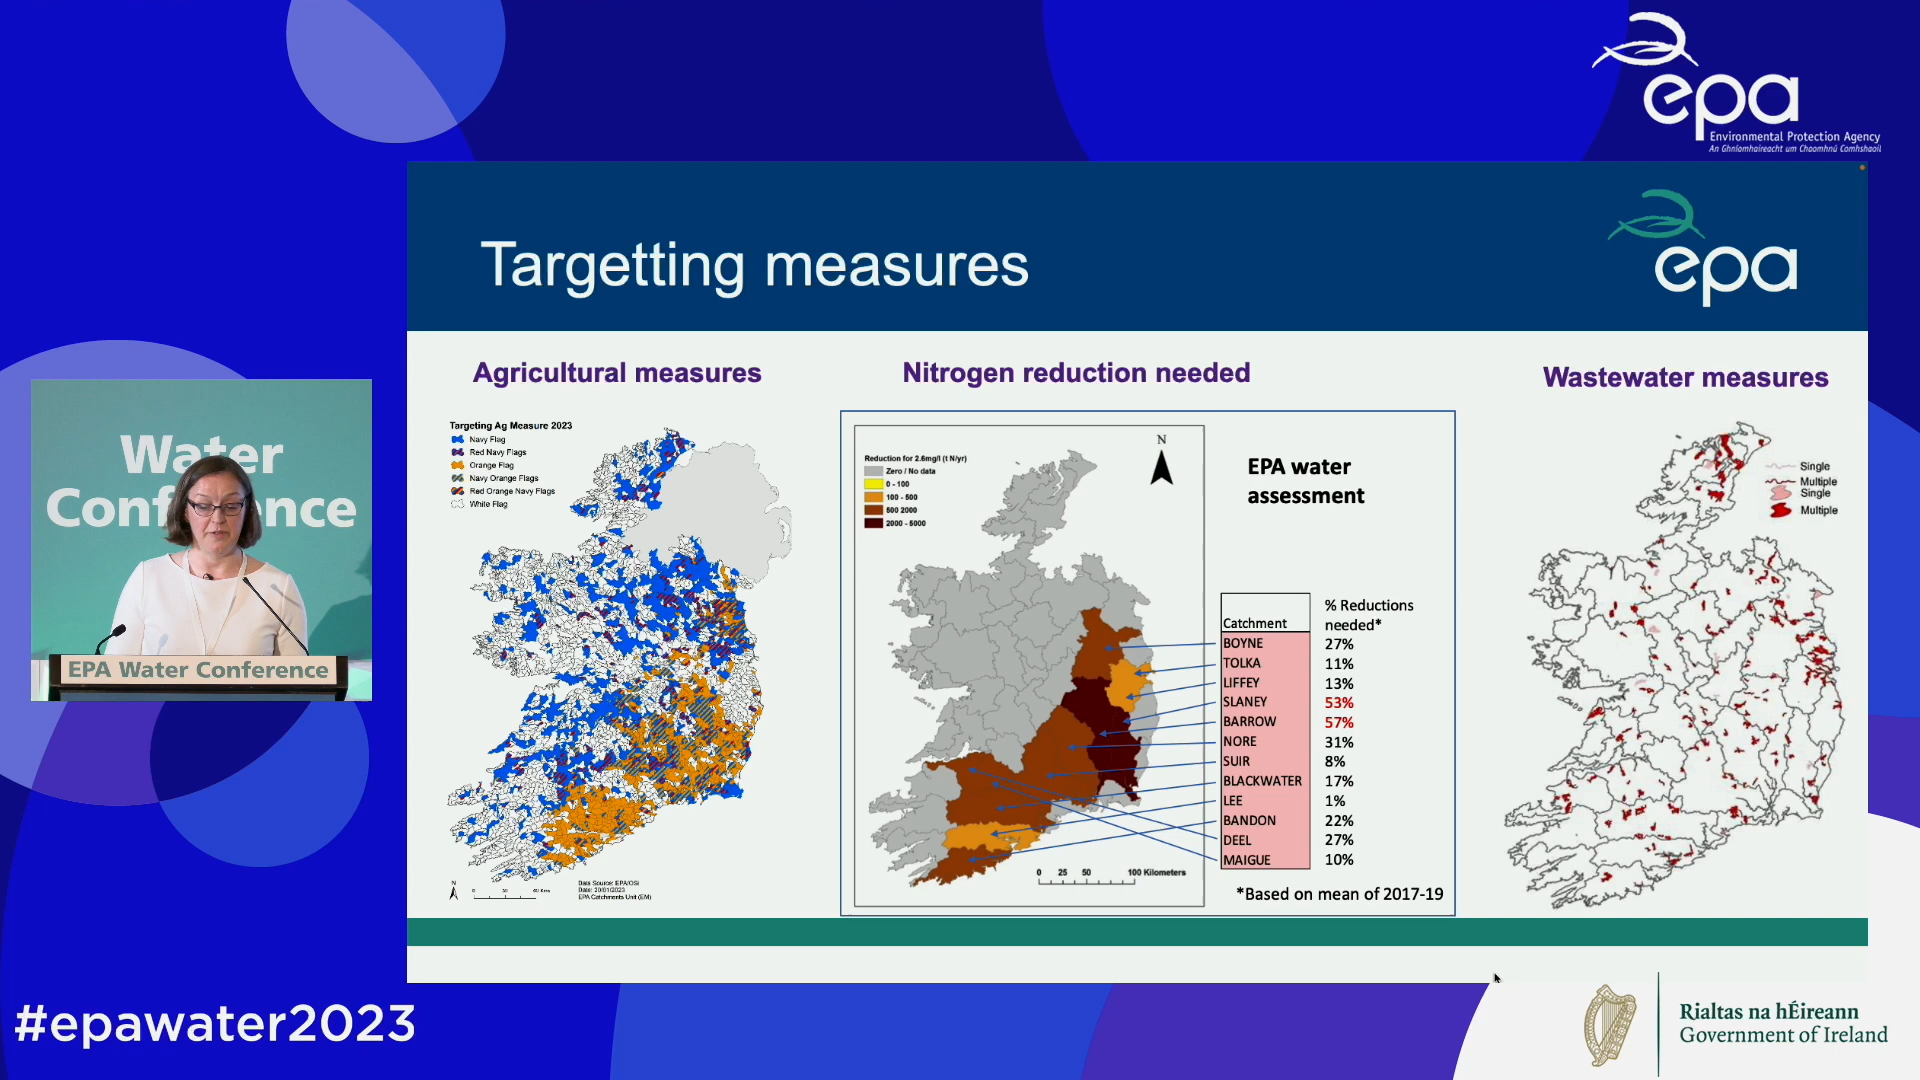 epa
Environmental Protection Agency
An Ghníomhaireacht um Chaomhnú Comhshaoil
epa
Targetting measures
Water
Conference
EPA Water Conference
Agricultural measures
Targeting Ag Measure 2023
Navy Flag
Red Navy Flags
Orange Flag
Navy Orange Flags
Red Orange Navy Flags
White Flag
N
0
Data Source: EPA/OSi
Date: 20/01/2023
EPA Catchments Unit (EM)
Nitrogen reduction needed
Reduction for 2.6mg/l (t N/yr)
Zero / No data
0 - 100
100 - 500
500 2000
2000 - 5000
N
0 25 50 100 Kilometers
EPA water
assessment
Catchment % Reductions needed*
BOYNE 27%
TOLKA 11%
LIFFEY 13%
SLANEY 53%
BARROW 57%
NORE 31%
SUIR 8%
BLACKWATER 17%
LEE 1%
BANDON 22%
DEEL 27%
MAIGUE 10%
*Based on mean of 2017-19
Wastewater measures
Single
Multiple
Single
Multiple
#epawater2023
Rialtas na hÉireann
Government of Ireland